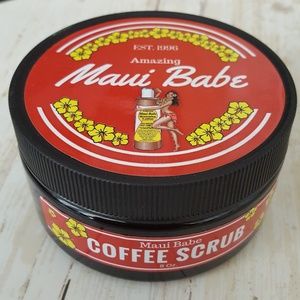 EST. 1996
Amazing
Maui Babe
Maui Babe
COFFEE SCRUB
8 Oz.